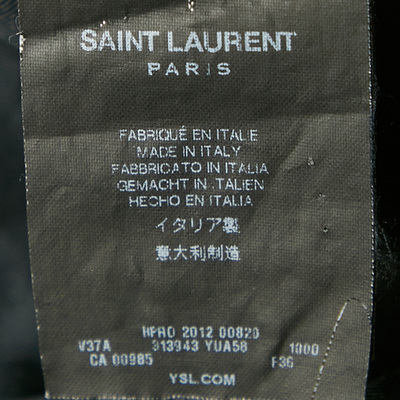 SAINT LAURENT
PARIS
FABRIQUÉ EN ITALIE
MADE IN ITALY
FABBRICATO IN ITALIA
GEMACHT IN ITALIEN
HECHO EN ITALIA
イタリア製
意大利制造
HPRO 2012 00820
V37A 313943 YUA58 1000
CA 00985 F36
YSL.COM